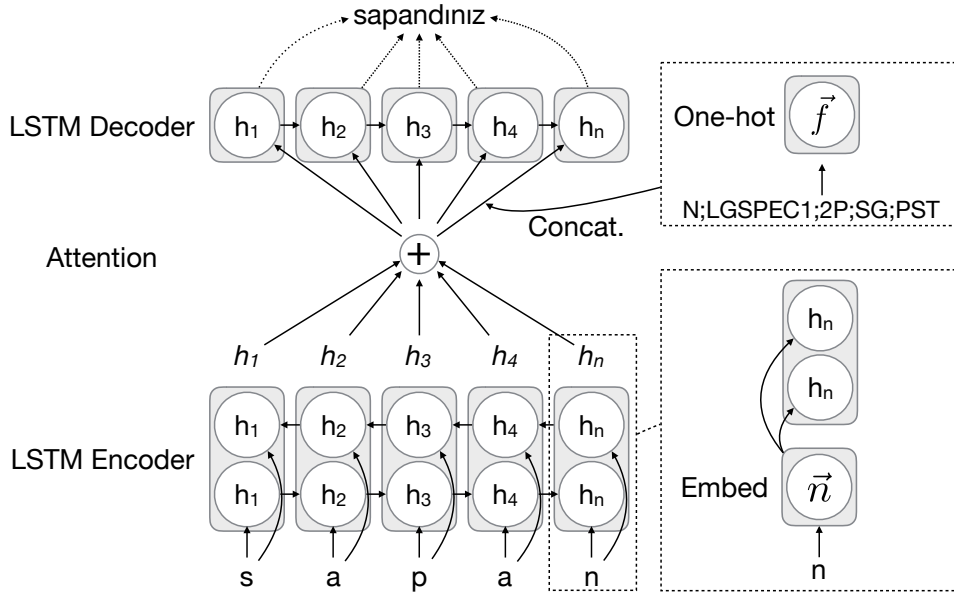 sapandınız
LSTM Decoder
h1 h2 h3 h4 hn
One-hot
f
N;LGSPEC1;2P;SG;PST
Concat.
Attention
+
h1 h2 h3 h4 hn
LSTM Encoder
h1 h2 h3 h4 hn
h1 h2 h3 h4 hn
s a p a n
hn
hn
Embed
n
n